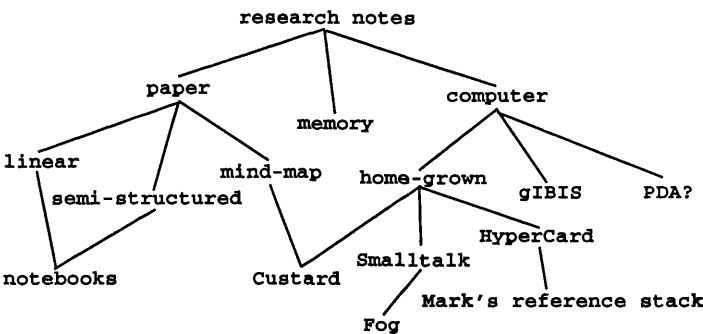 research notes
paper
computer
memory
linear
mind-map
home-grown
semi-structured
gIBIS
PDA?
HyperCard
Smalltalk
notebooks
Custard
Mark's reference stack
Fog